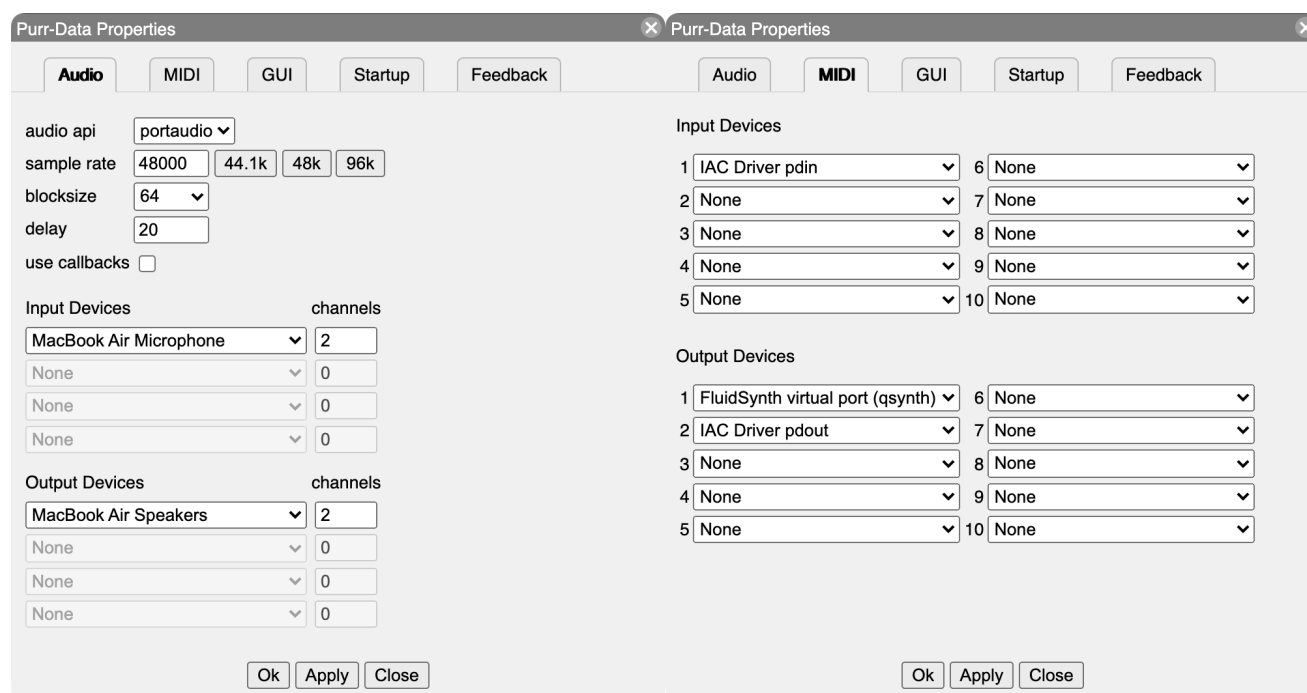 Purr-Data Properties
Audio MIDI GUI Startup Feedback
audio api portaudio
sample rate 48000 44.1k 48k 96k
blocksize 64
delay 20
use callbacks
Input Devices channels
MacBook Air Microphone 2
None 0
None 0
None 0
Output Devices channels
MacBook Air Speakers 2
None 0
None 0
None 0
Ok Apply Close
Purr-Data Properties
Audio MIDI GUI Startup Feedback
Input Devices
1 IAC Driver pdin 6 None
2 None 7 None
3 None 8 None
4 None 9 None
5 None 10 None
Output Devices
1 FluidSynth virtual port (qsynth) 6 None
2 IAC Driver pdout 7 None
3 None 8 None
4 None 9 None
5 None 10 None
Ok Apply Close